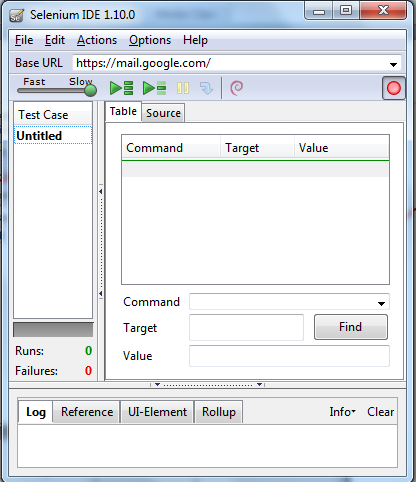 Selenium IDE 1.10.0
File Edit Actions Options Help
Base URL https://mail.google.com/
Fast Slow
Test Case
Untitled
Table Source
Command Target Value
Command
Target Find
Value
Runs: 0
Failures: 0
Log Reference UI-Element Rollup Info Clear